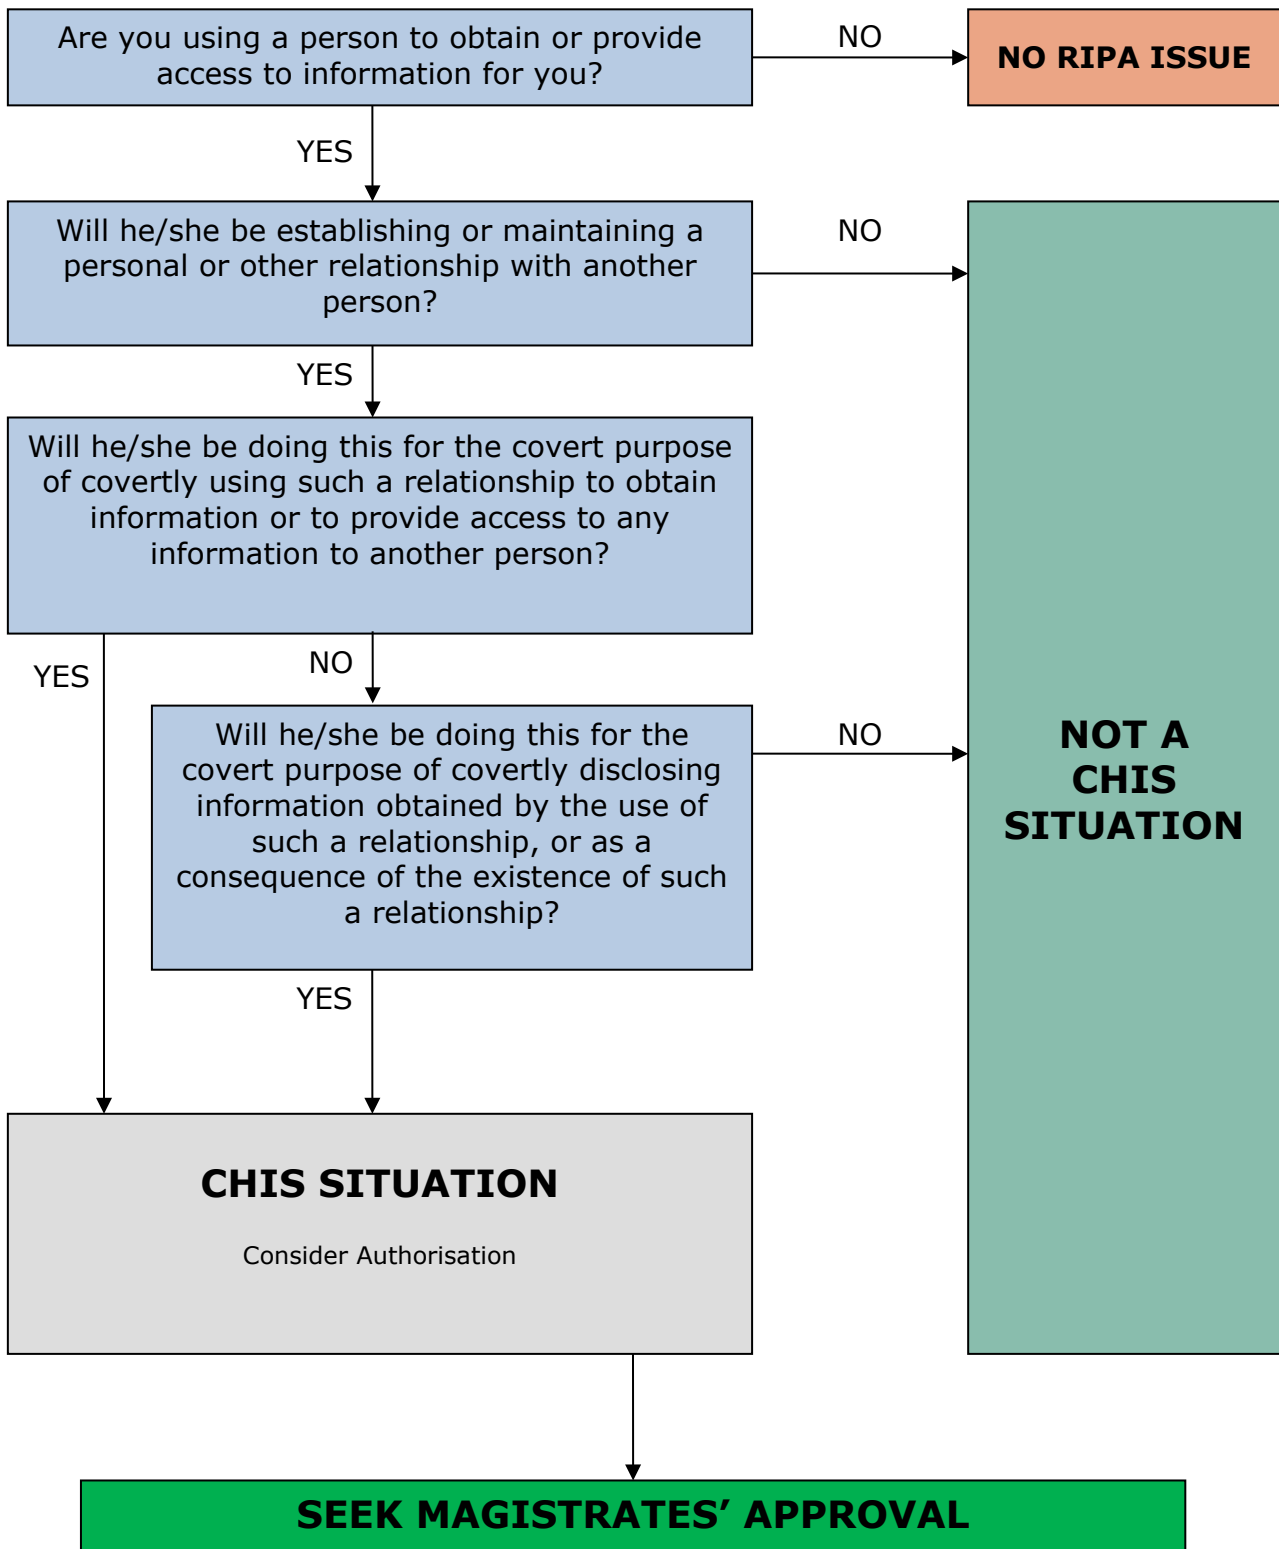 Are you using a person to obtain or provide
access to information for you?
NO
NO RIPA ISSUE
YES
Will he/she be establishing or maintaining a
personal or other relationship with another
person?
NO
YES
Will he/she be doing this for the covert purpose
of covertly using such a relationship to obtain
information or to provide access to any
information to another person?
YES
NO
Will he/she be doing this for the
covert purpose of covertly disclosing
information obtained by the use of
such a relationship, or as a
consequence of the existence of such
a relationship?
NO
NOT A
CHIS
SITUATION
YES
CHIS SITUATION
Consider Authorisation
SEEK MAGISTRATES’ APPROVAL